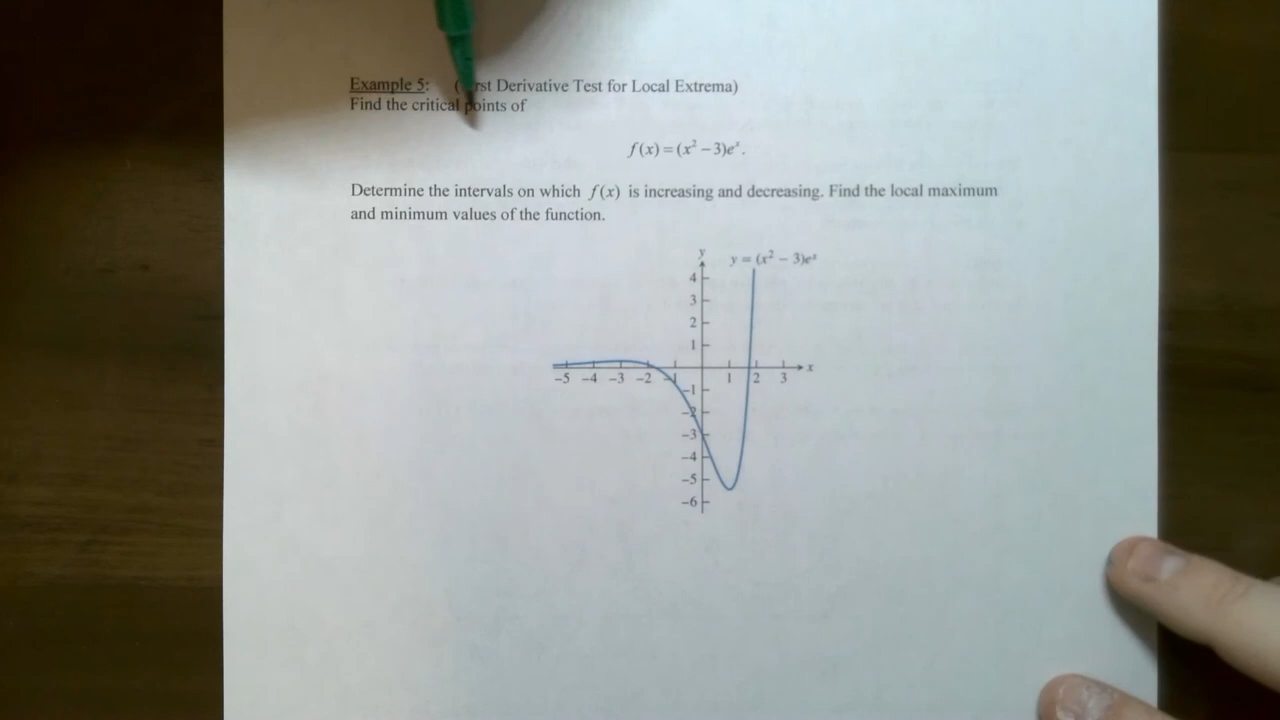 Example 5: rst Derivative Test for Local Extrema)
Find the critical points of
f(x) = (x² – 3)eˣ.
Determine the intervals on which f(x) is increasing and decreasing. Find the local maximum
and minimum values of the function.
y
y = (x² – 3)eˣ
4
3
2
1
x
–5 –4 –3 –2 –1 1 2 3
–1
–2
–3
–4
–5
–6